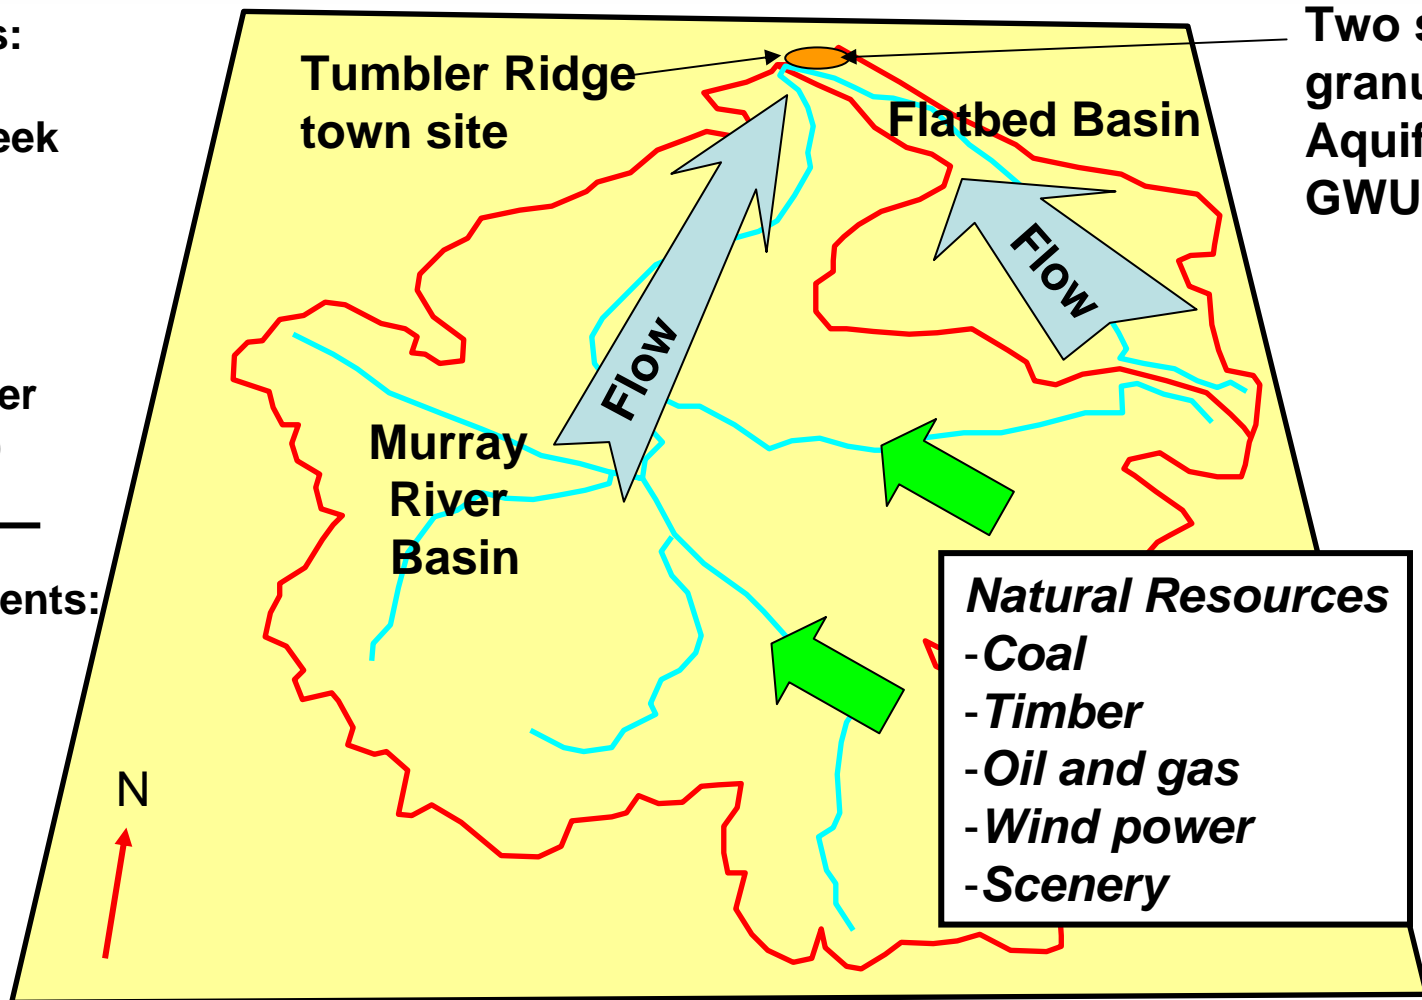 s:
eek
er
ents:
Tumbler Ridge
town site
Flatbed Basin
Two s
granu
Aquif
GWU
Flow
Flow
Murray
River
Basin
N
Natural Resources
-Coal
-Timber
-Oil and gas
-Wind power
-Scenery